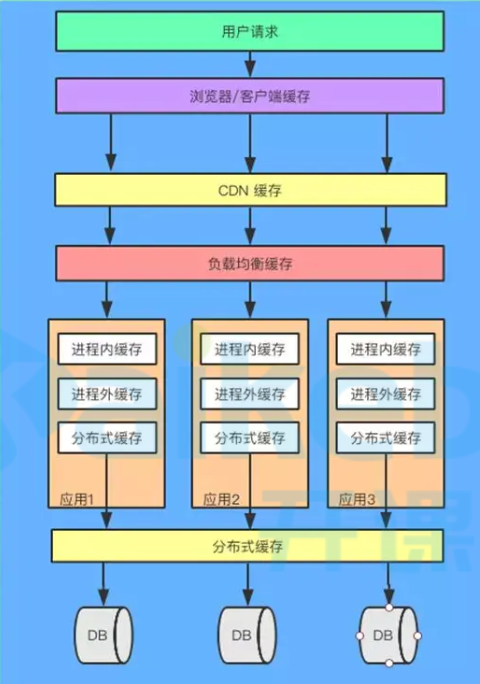 用户请求
浏览器/客户端缓存
CDN 缓存
负载均衡缓存
进程内缓存
进程外缓存
分布式缓存
应用1
进程内缓存
进程外缓存
分布式缓存
应用2
进程内缓存
进程外缓存
分布式缓存
应用3
分布式缓存
DB
DB
DB
开课